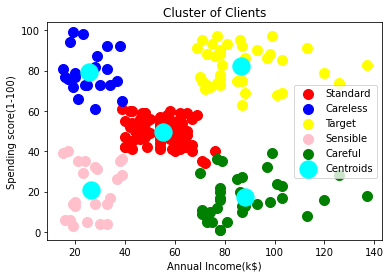 Cluster of Clients
Spending score(1-100)
100
80
60
40
20
0
Standard
Careless
Target
Sensible
Careful
Centroids
20
40
60
80
100
120
140
Annual Income(k$)